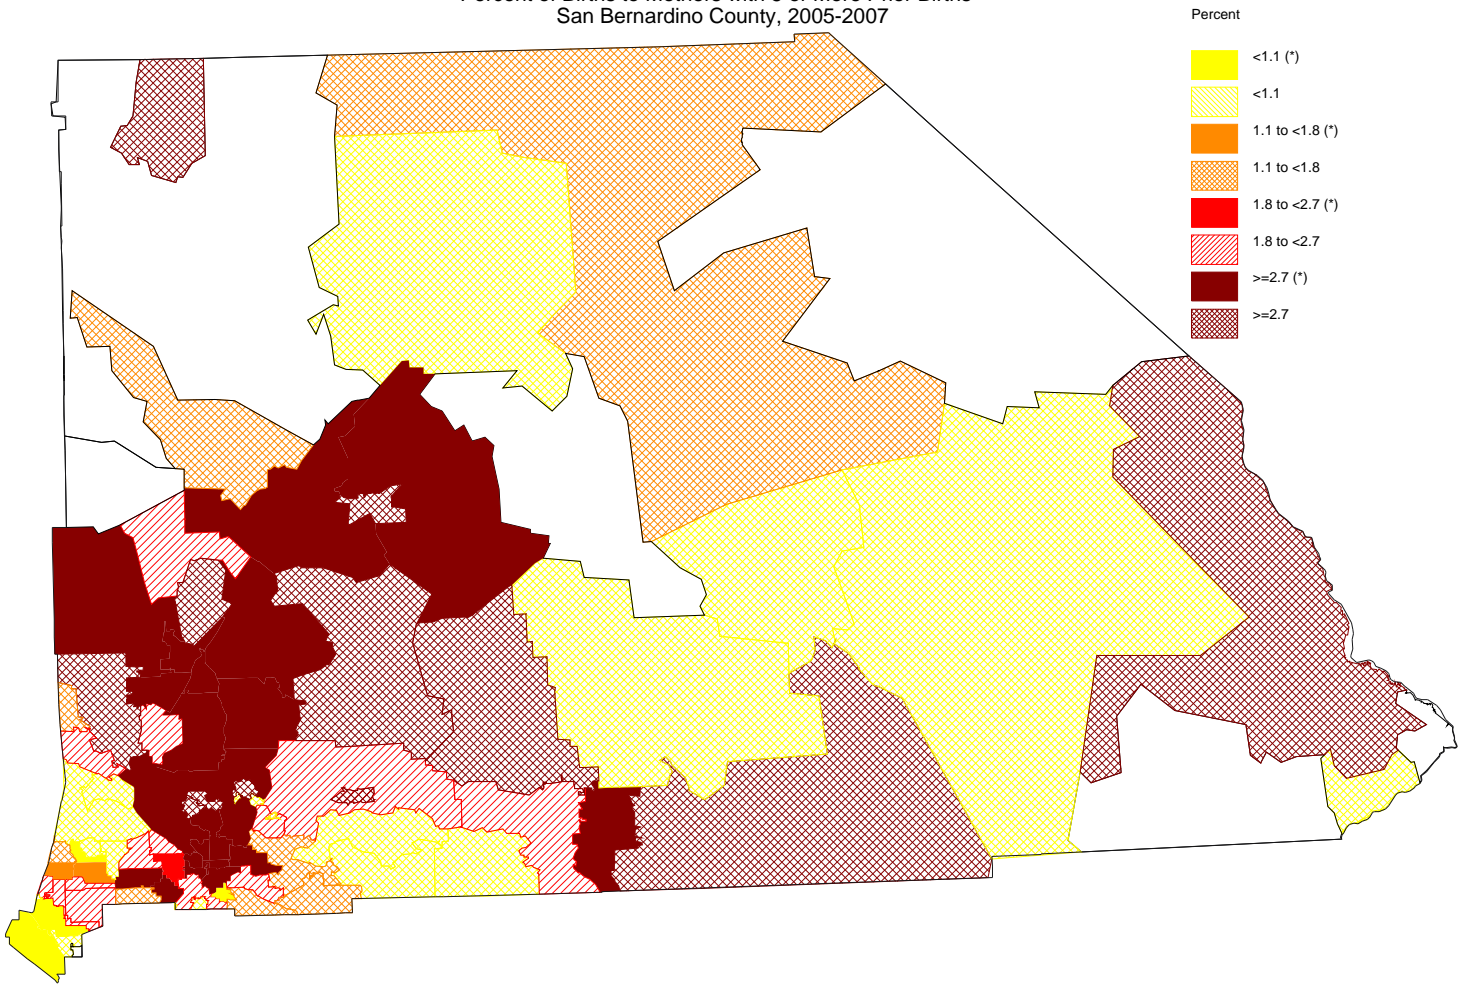 San Bernardino County, 2005-2007
Percent
<1.1 (*)
<1.1
1.1 to <1.8 (*)
1.1 to <1.8
1.8 to <2.7 (*)
1.8 to <2.7
>=2.7 (*)
>=2.7